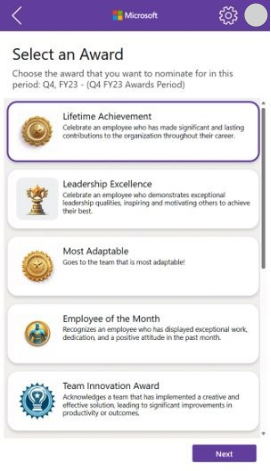 Microsoft
Select an Award
Choose the award that you want to nominate for in this
period: Q4, FY23 - (Q4 FY23 Awards Period)
Lifetime Achievement
Celebrate an employee who has made significant and lasting
contributions to the organization throughout their career.
Leadership Excellence
Celebrate an employee who demonstrates exceptional
leadership qualities, inspiring and motivating others to achieve
their best.
Most Adaptable
Goes to the team that is most adaptable!
Employee of the Month
Recognizes an employee who has displayed exceptional work,
dedication, and a positive attitude in the past month.
Team Innovation Award
Acknowledges a team that has implemented a creative and
effective solution, leading to significant improvements in
productivity or outcomes.
Next